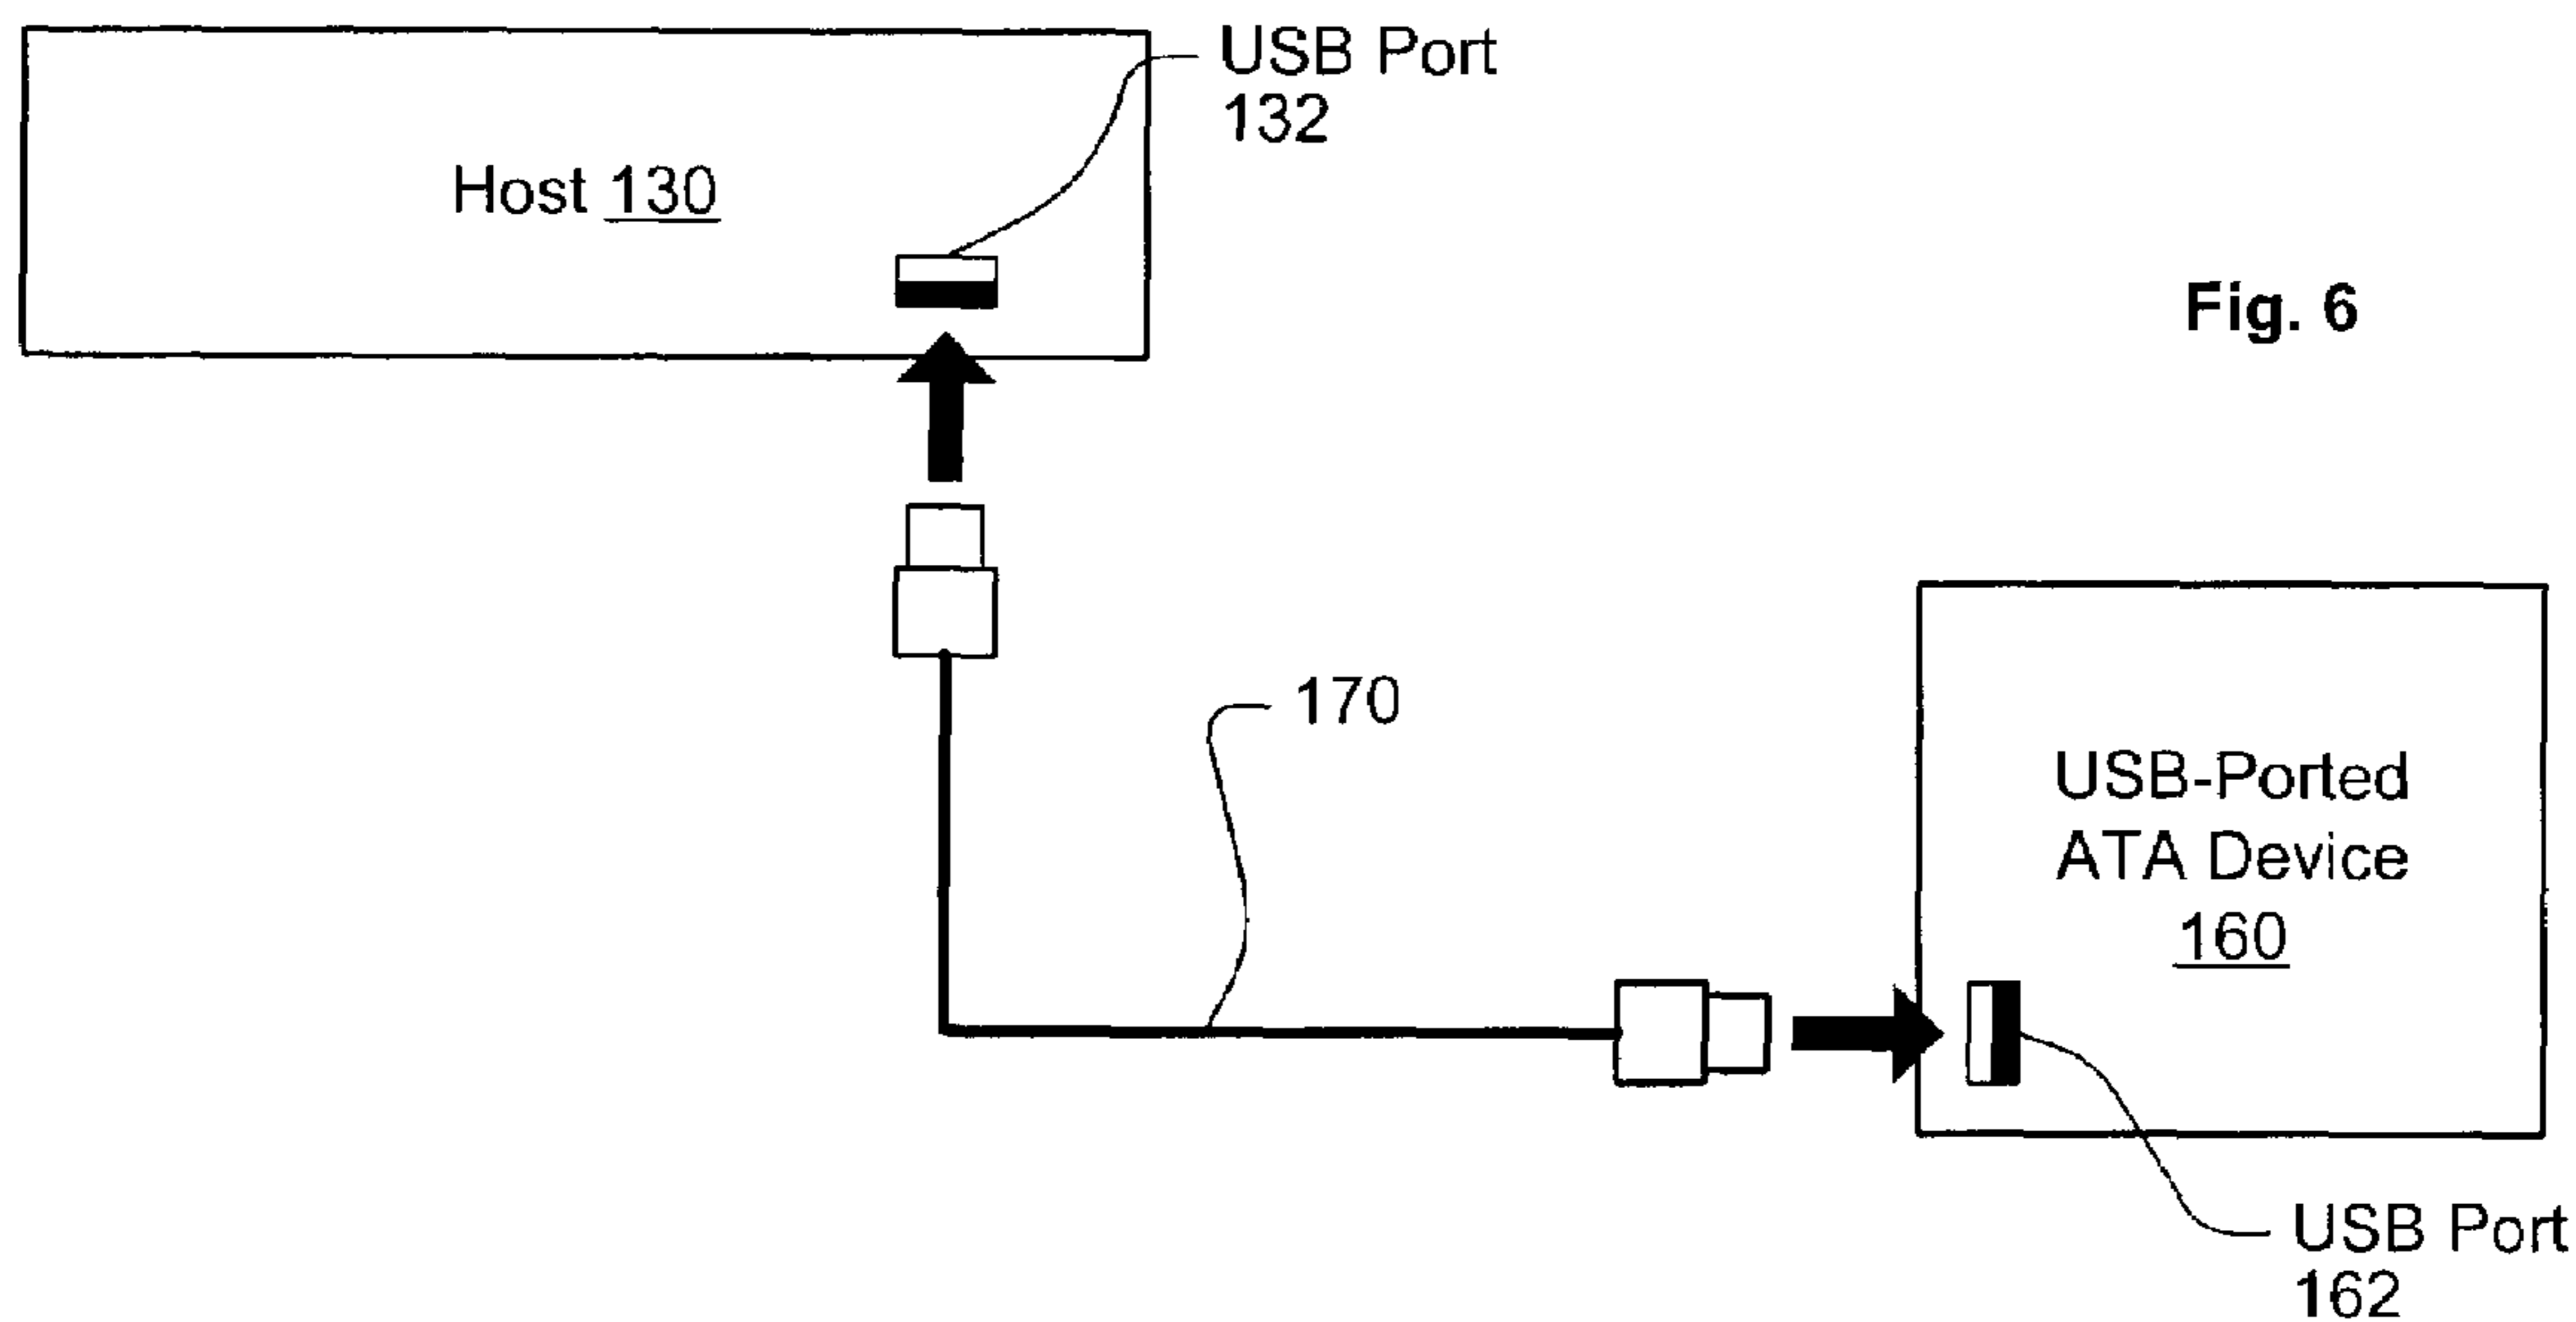 USB Port
132
Host 130
Fig. 6
170
USB-Ported
ATA Device
160
USB Port
162